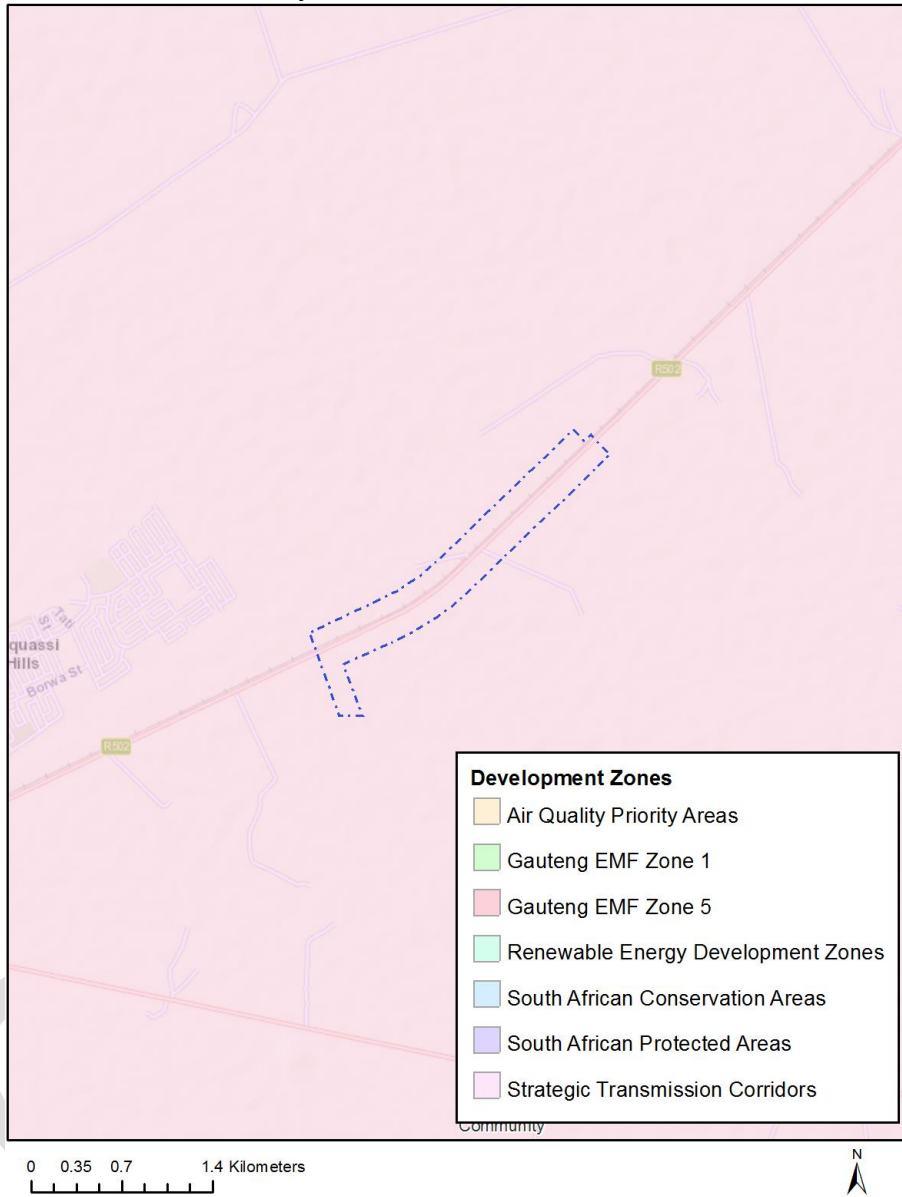 R502
St
Tati
quassi
Hills
Borwa St
R502
Development Zones
Air Quality Priority Areas
Gauteng EMF Zone 1
Gauteng EMF Zone 5
Renewable Energy Development Zones
South African Conservation Areas
South African Protected Areas
Strategic Transmission Corridors
Community
0 0.35 0.7 1.4 Kilometers
N